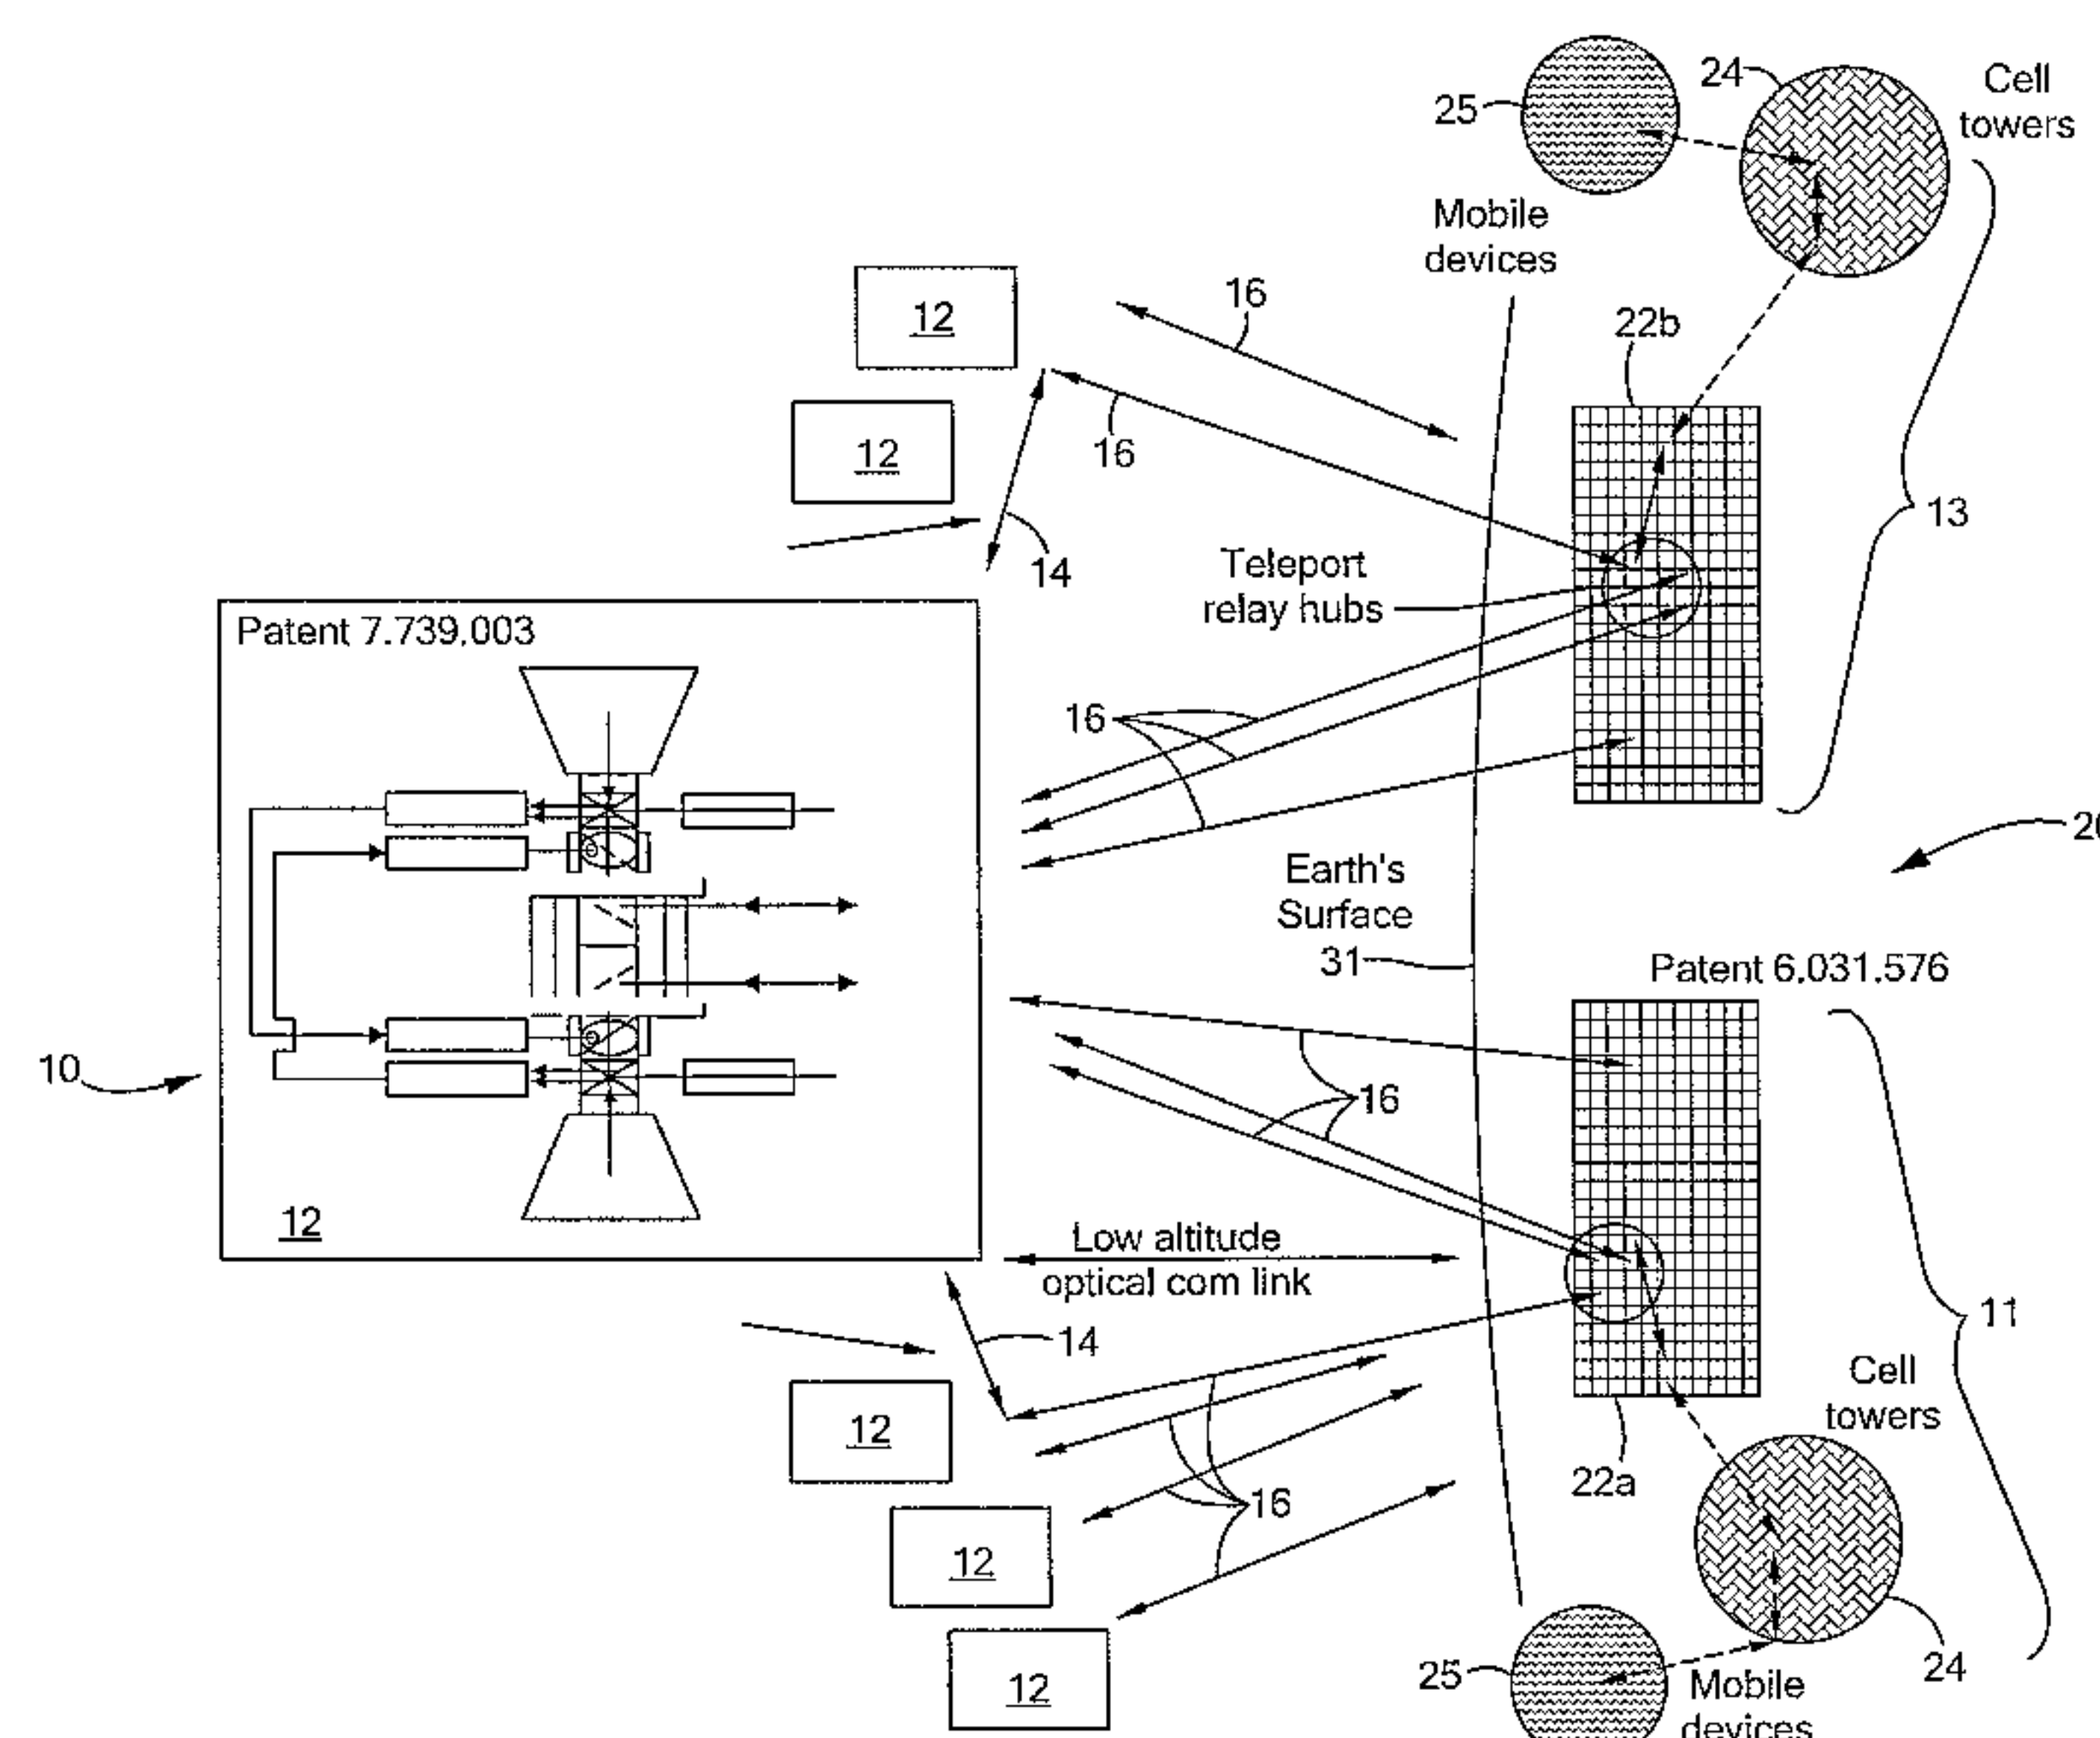 24
Cell
towers
25
Mobile
devices
12
16
22b
12
16
13
14
Teleport
relay hubs
Patent 7.739.003
16
Earth's
Surface
31
Patent 6.031.576
10
16
12
Low altitude
optical com link
11
14
Cell
towers
12
22a
16
12
24
25
Mobile
devices
12